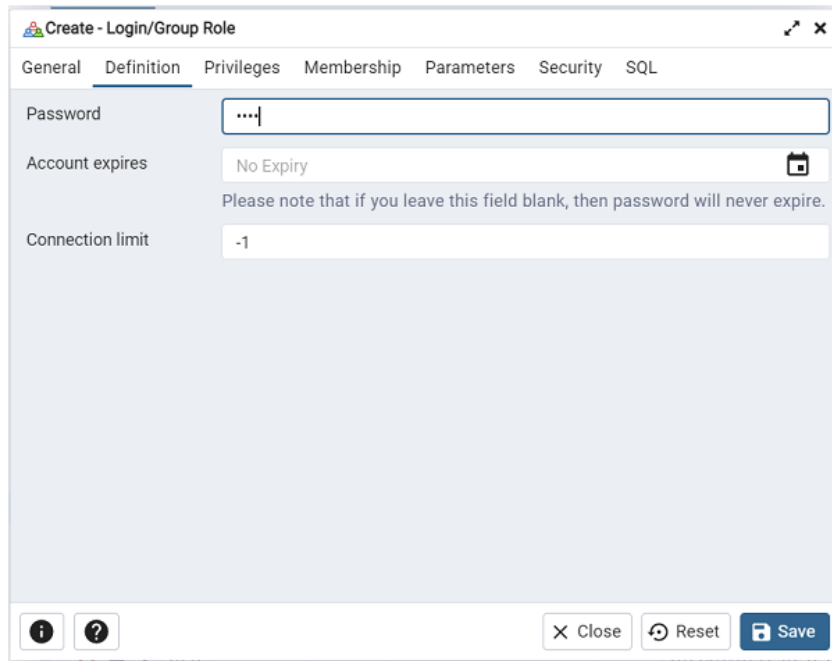 Create - Login/Group Role
General Definition Privileges Membership Parameters Security SQL
Password ••••
Account expires No Expiry
Please note that if you leave this field blank, then password will never expire.
Connection limit -1
Close Reset Save